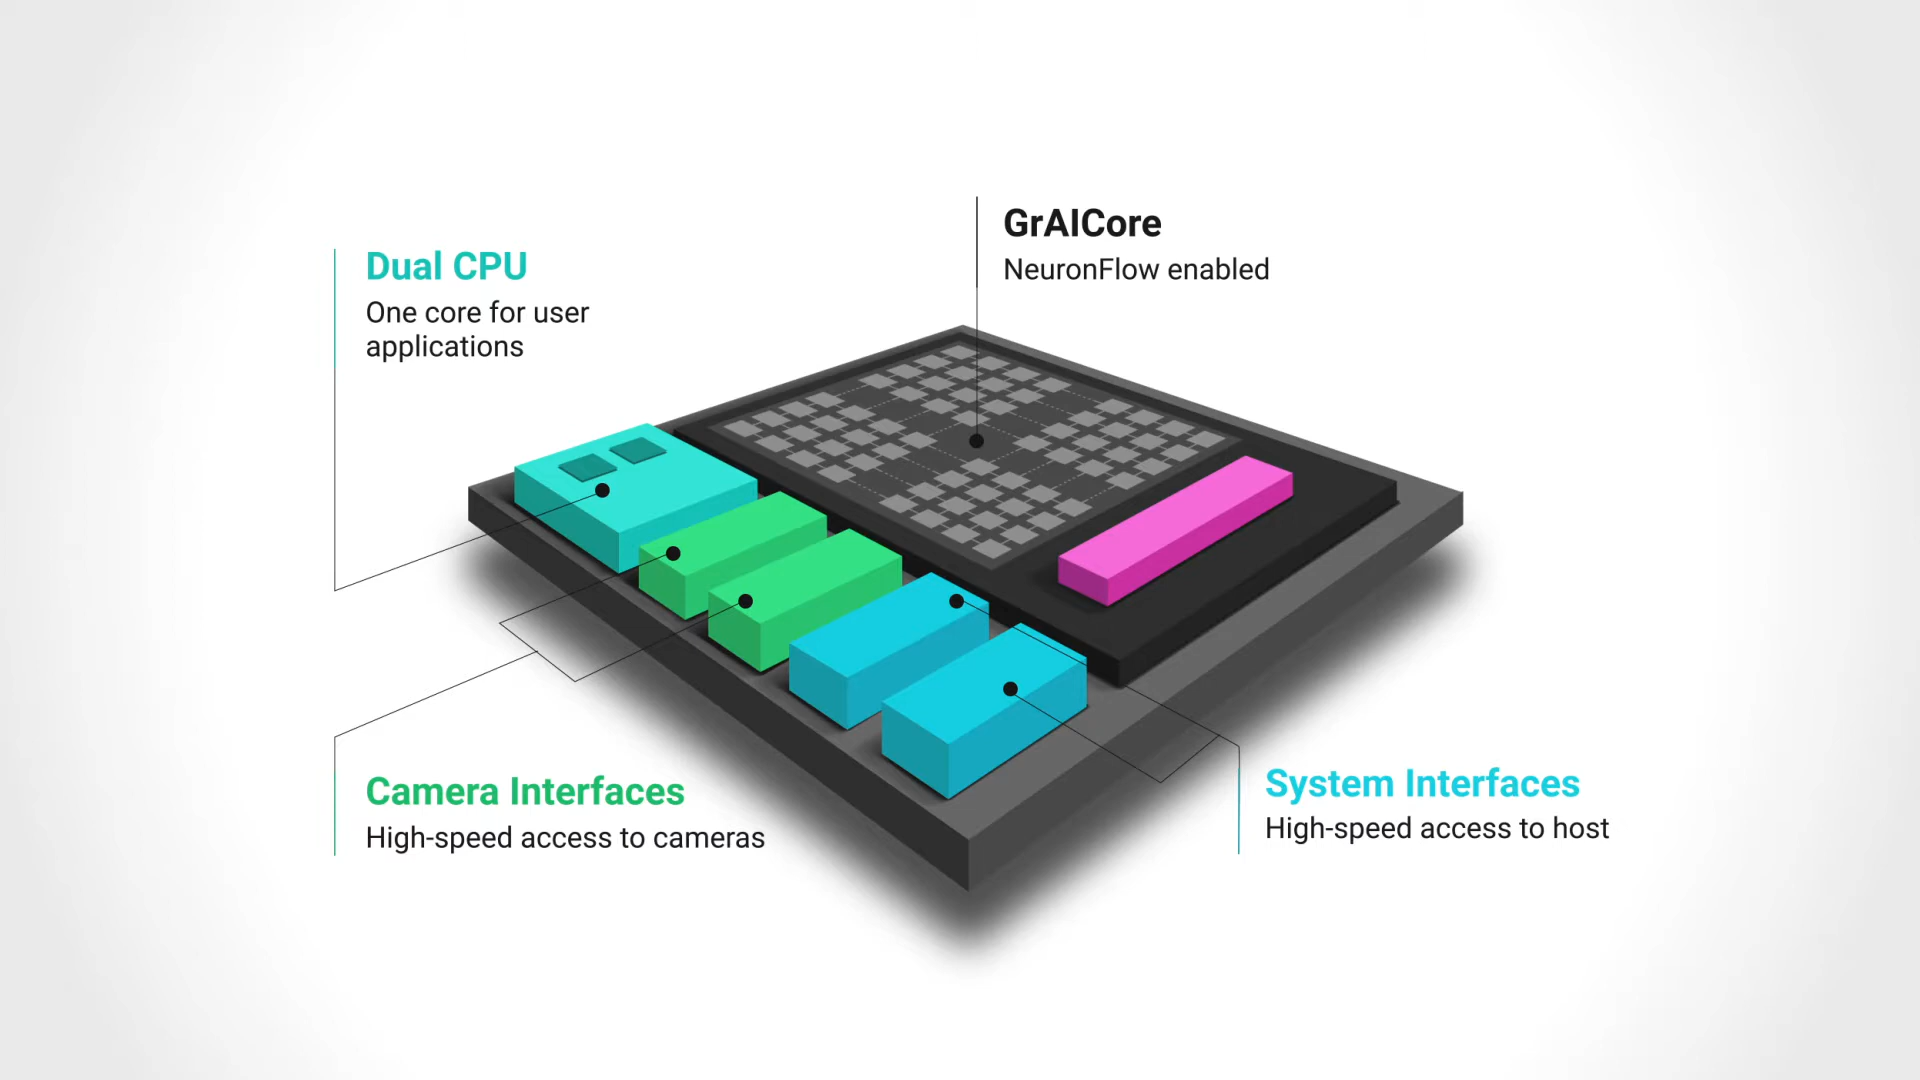 GrAICore
NeuronFlow enabled
Dual CPU
One core for user
applications
Camera Interfaces
High-speed access to cameras
System Interfaces
High-speed access to host